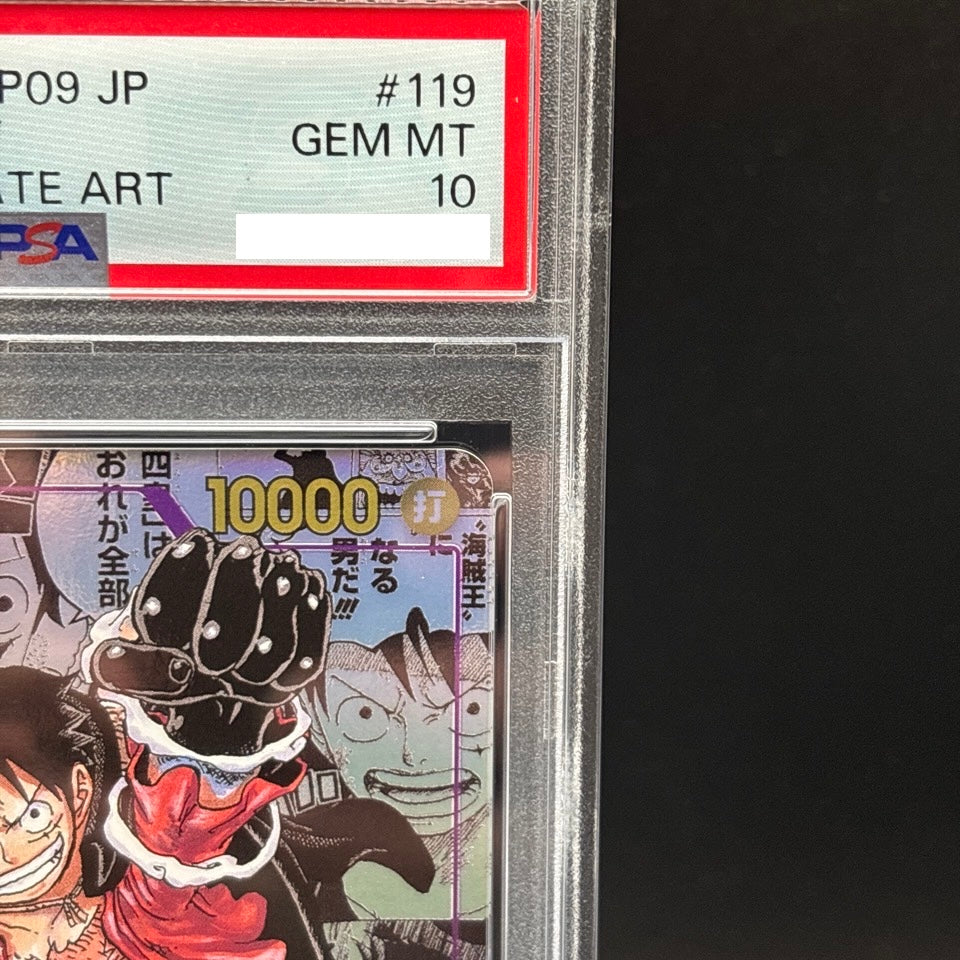 P09 JP
#119
GEM MT
ATE ART
10
PSA
10000 打
四皇」は
おれが全部
"海賊王"
に
なる
男だ!!!